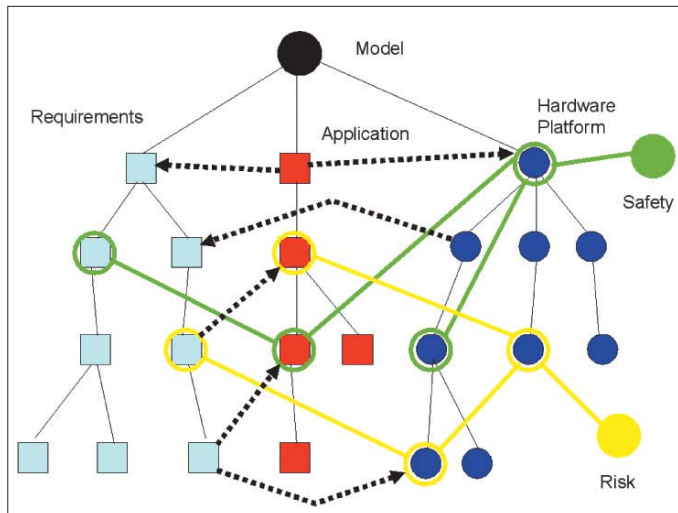 Model
Requirements
Application
Hardware
Platform
Safety
Risk